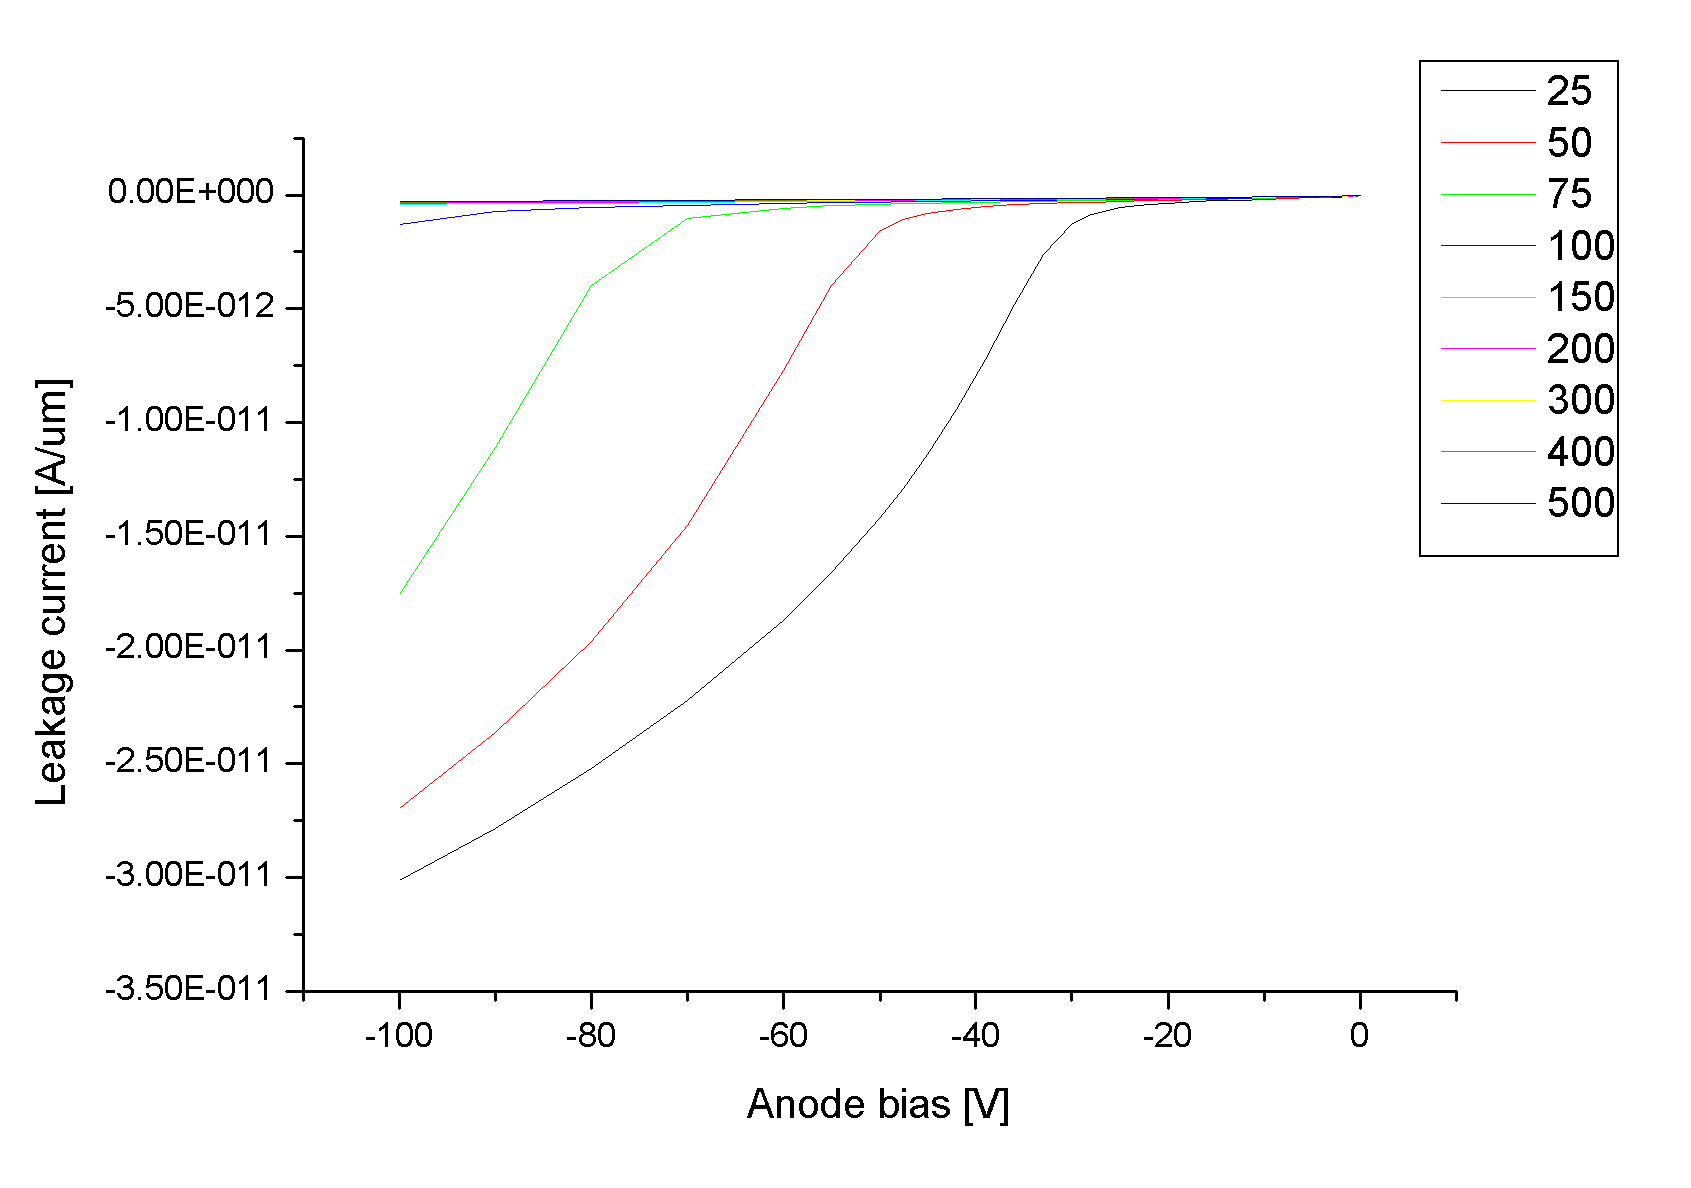 25
50
75
100
150
200
300
400
500
0.00E+000
-5.00E-012
-1.00E-011
-1.50E-011
-2.00E-011
-2.50E-011
-3.00E-011
-3.50E-011
Leakage current [A/um]
-100 -80 -60 -40 -20 0
Anode bias [V]